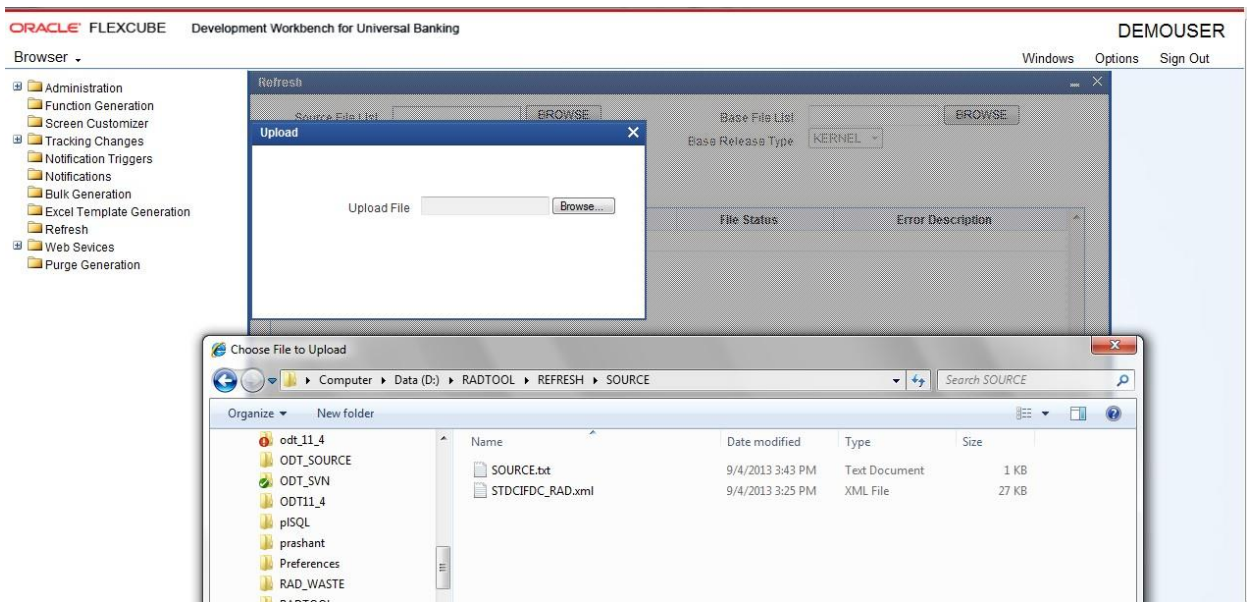 ORACLE® FLEXCUBE Development Workbench for Universal Banking DEMOUSER
Browser Windows Options Sign Out
Administration
Function Generation
Screen Customizer
Tracking Changes
Notification Triggers
Notifications
Bulk Generation
Excel Template Generation
Refresh
Web Sevices
Purge Generation
Refresh
Source File List BROWSE Base File List BROWSE
Base Release Type KERNEL
Upload
Upload File Browse...
File Status Error Description
Choose File to Upload
Computer Data (D:) RADTOOL REFRESH SOURCE Search SOURCE
Organize New folder
odt_11_4
ODT_SOURCE
ODT_SVN
ODT11_4
plSQL
prashant
Preferences
RAD_WASTE
RADTOOL
Name Date modified Type Size
SOURCE.txt 9/4/2013 3:43 PM Text Document 1 KB
STDCIFDC_RAD.xml 9/4/2013 3:25 PM XML File 27 KB